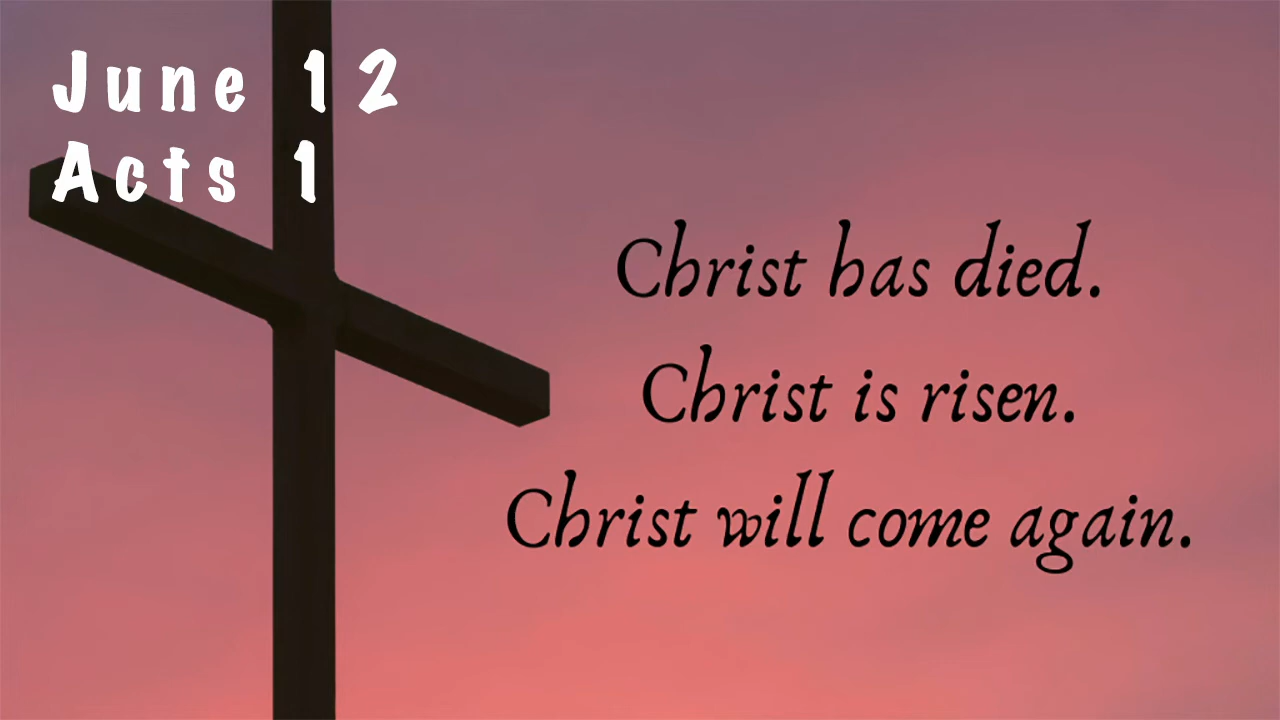 June 12
Acts 1
Christ has died.
Christ is risen.
Christ will come again.